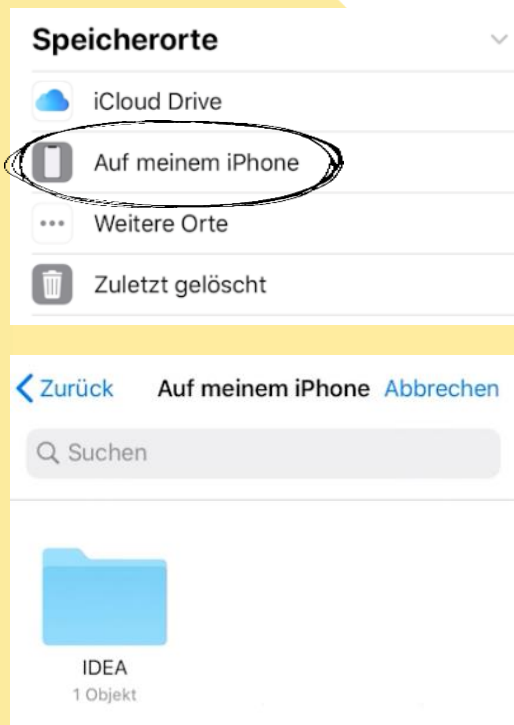 Speicherorte
iCloud Drive
Auf meinem iPhone
Weitere Orte
Zuletzt gelöscht
Zurück Auf meinem iPhone Abbrechen
Suchen
IDEA
1 Objekt